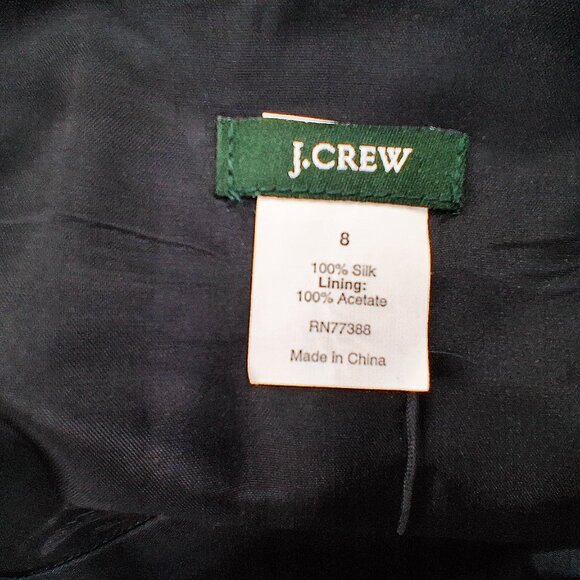 J.CREW
8
100% Silk
Lining:
100% Acetate
RN77388
Made in China